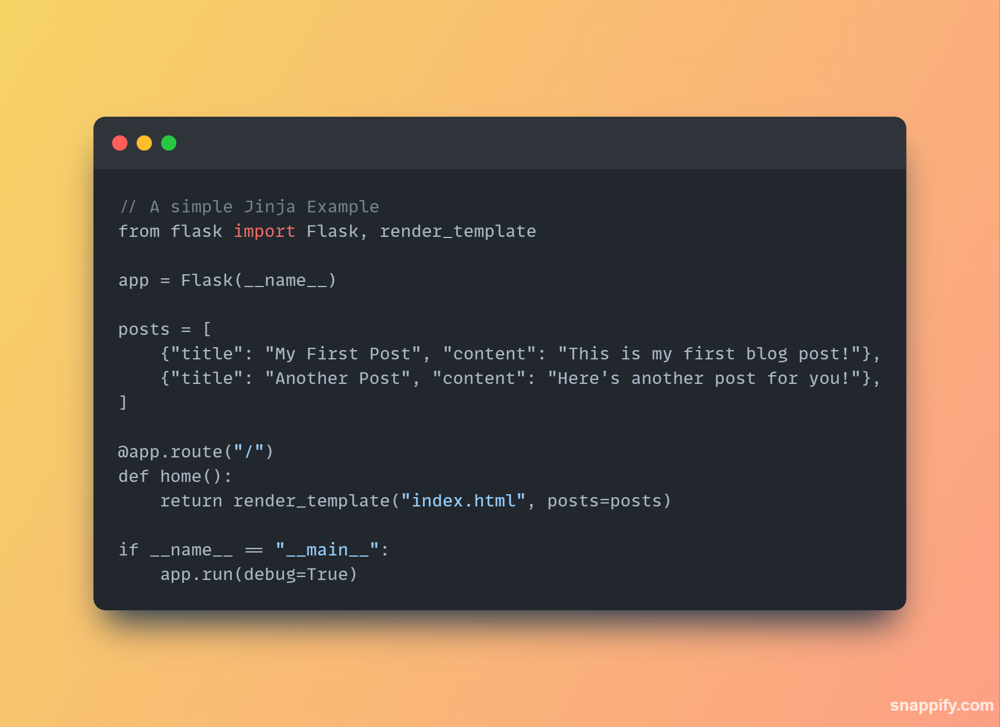 // A simple Jinja Example
from flask import Flask, render_template

app = Flask(__name__)

posts = [
    {"title": "My First Post", "content": "This is my first blog post!"},
    {"title": "Another Post", "content": "Here's another post for you!"},
]

@app.route("/")
def home():
    return render_template("index.html", posts=posts)

if __name__ == "__main__":
    app.run(debug=True)
snappify.com